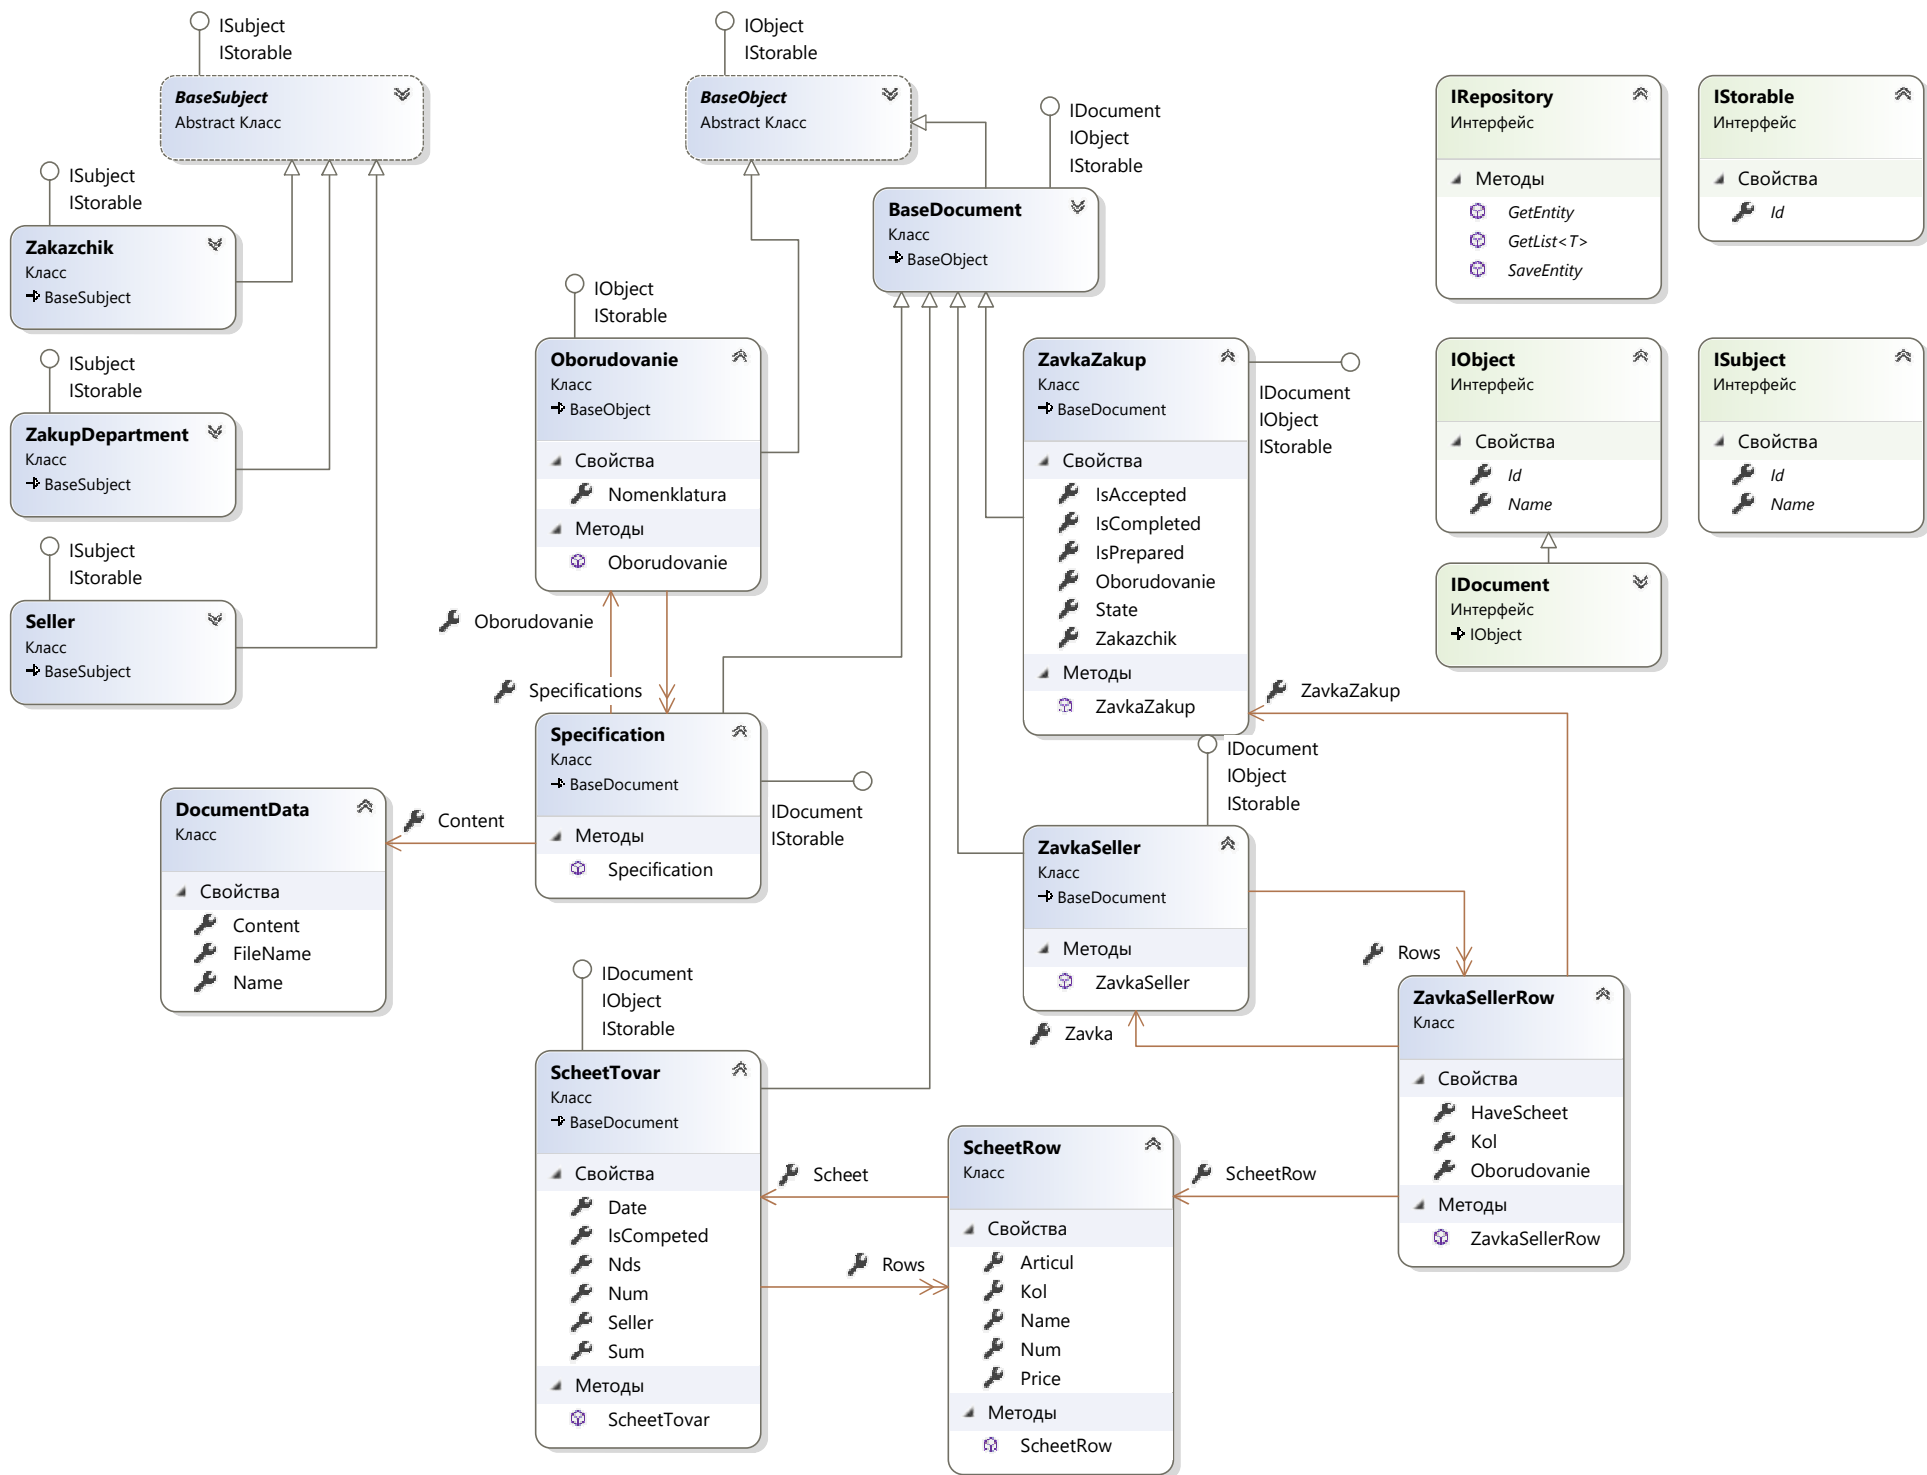 ISubject
IStorable
BaseSubject
Abstract Класс
ISubject
IStorable
Zakazchik
Класс
BaseSubject
ISubject
IStorable
ZakupDepartment
Класс
BaseSubject
ISubject
IStorable
Seller
Класс
BaseSubject
IObject
IStorable
BaseObject
Abstract Класс
IDocument
IObject
IStorable
BaseDocument
Класс
BaseObject
IObject
IStorable
Oborudovanie
Класс
BaseObject
Свойства
Nomenklatura
Методы
Oborudovanie
Oborudovanie
Specifications
Specification
Класс
BaseDocument
Методы
Specification
IDocument
IStorable
Content
DocumentData
Класс
Свойства
Content
FileName
Name
ZavkaZakup
Класс
BaseDocument
Свойства
IsAccepted
IsCompleted
IsPrepared
Oborudovanie
State
Zakazchik
Методы
ZavkaZakup
IDocument
IObject
IStorable
ZavkaZakup
IDocument
IObject
IStorable
ZavkaSeller
Класс
BaseDocument
Методы
ZavkaSeller
Rows
Zavka
ZavkaSellerRow
Класс
Свойства
HaveScheet
Kol
Oborudovanie
Методы
ZavkaSellerRow
ScheetRow
IDocument
IObject
IStorable
ScheetTovar
Класс
BaseDocument
Свойства
Date
IsCompeted
Nds
Num
Seller
Sum
Методы
ScheetTovar
Scheet
Rows
ScheetRow
Класс
Свойства
Articul
Kol
Name
Num
Price
Методы
ScheetRow
IRepository
Интерфейс
Методы
GetEntity
GetList<T>
SaveEntity
IStorable
Интерфейс
Свойства
Id
IObject
Интерфейс
Свойства
Id
Name
ISubject
Интерфейс
Свойства
Id
Name
IDocument
Интерфейс
IObject